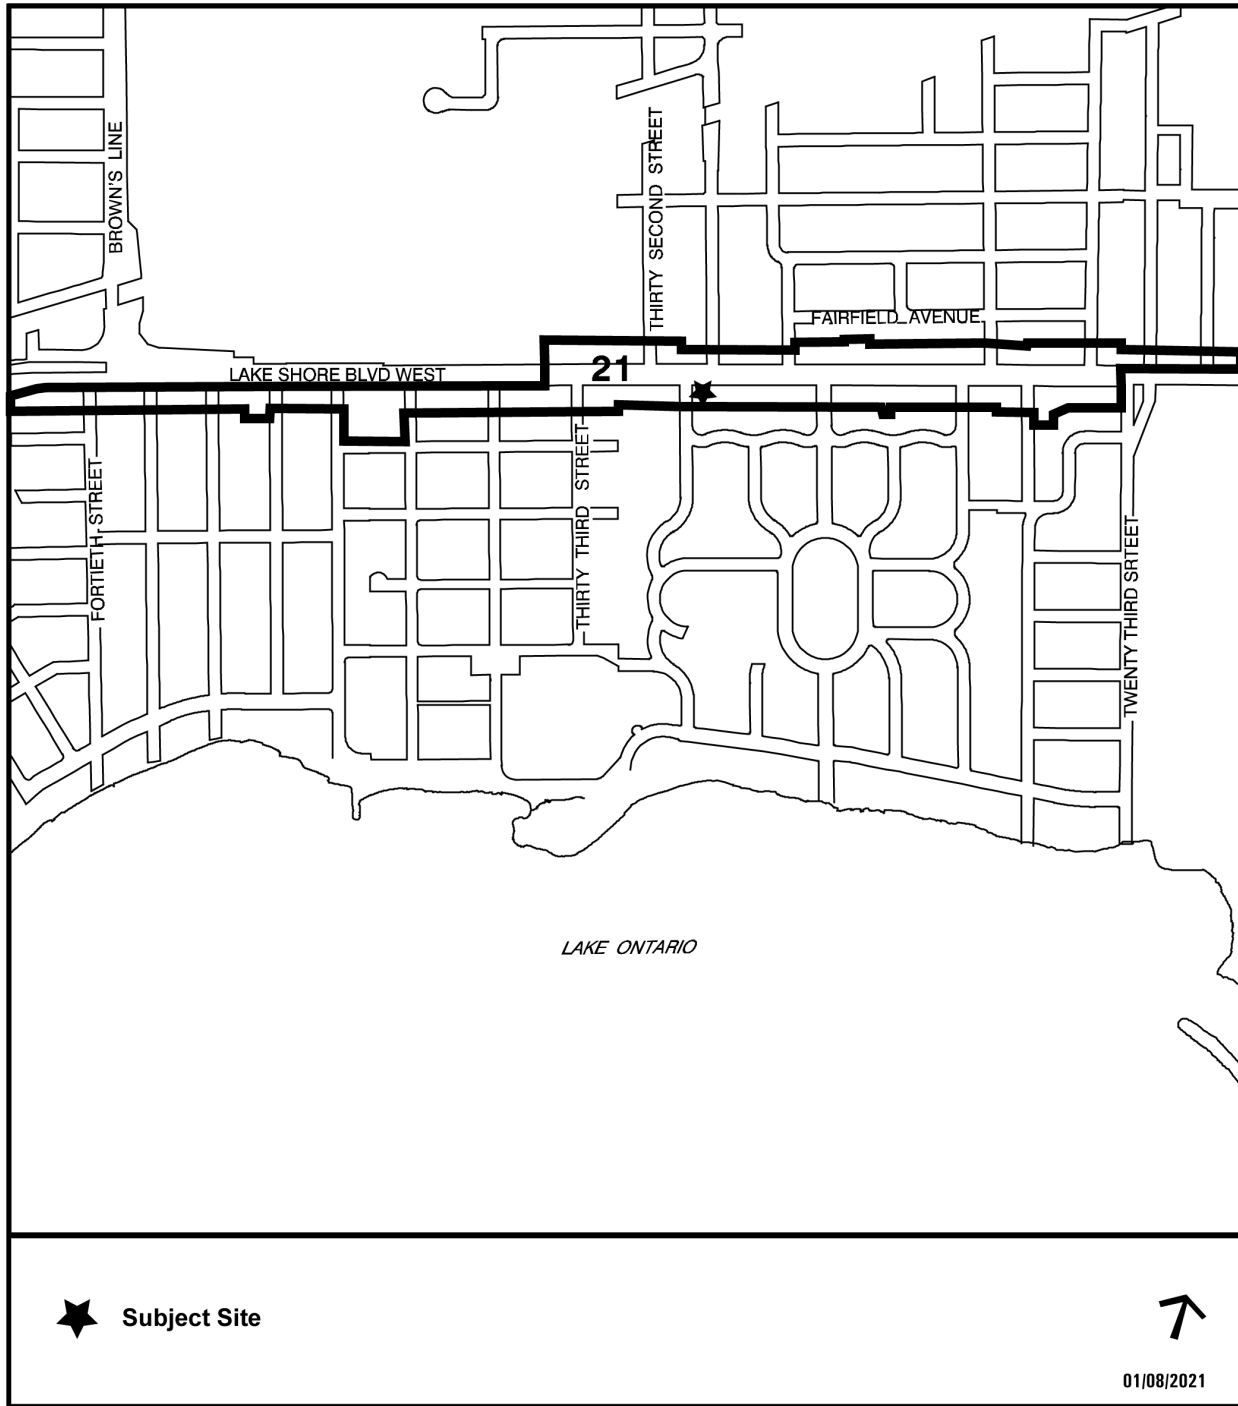 BROWN'S LINE
THIRTY SECOND STREET
FAIRFIELD AVENUE
21
LAKE SHORE BLVD WEST
FORTIETH STREET
THIRTY THIRD STREET
TWENTY THIRD SRTEET
LAKE ONTARIO
Subject Site
01/08/2021